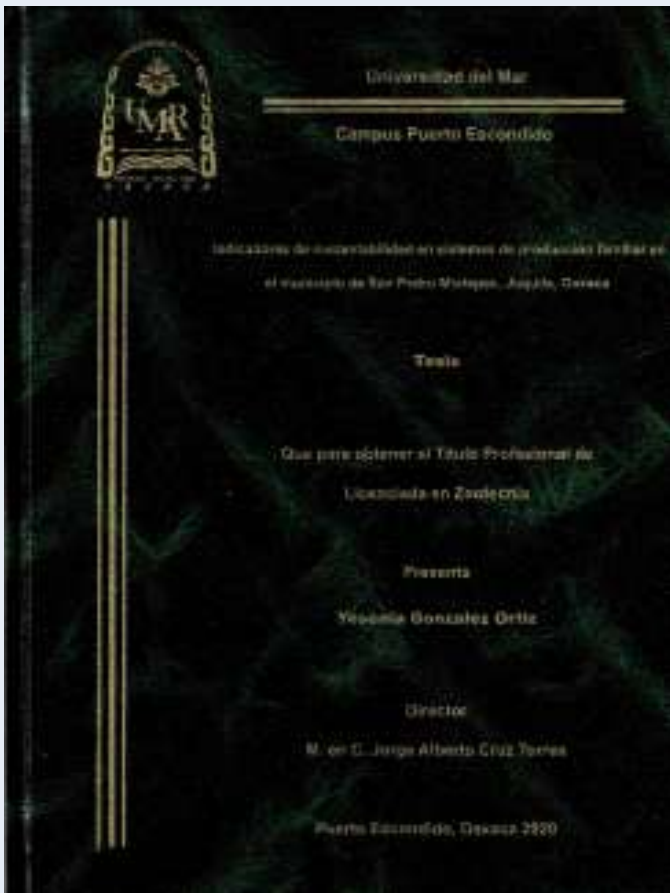 UMAR
Universidad del Mar
Campus Puerto Escondido
Indicadores de sustentabilidad en sistemas de producción familiar en
el municipio de San Pedro Mixtepec, Juquila, Oaxaca
Tesis
Que para obtener el Título Profesional de
Licenciada en Zootecnia
Presenta
Yesenia Gonzalez Ortiz
Director
M. en C. Jorge Alberto Cruz Torres
Puerto Escondido, Oaxaca 2020